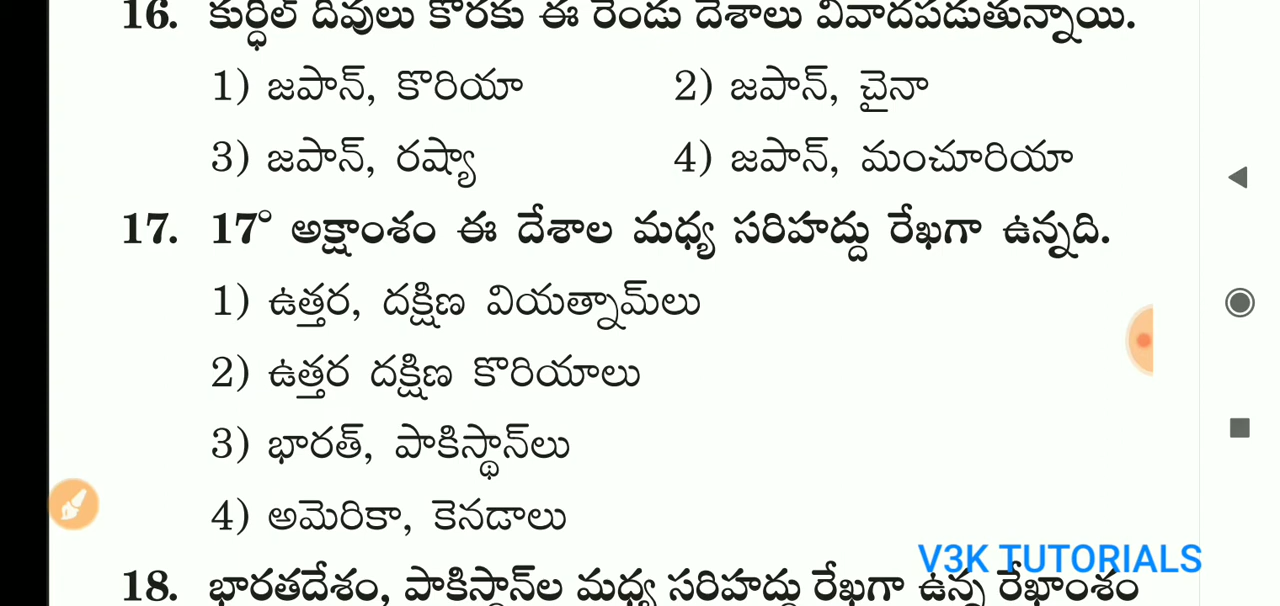 16. కుర్ధిల్ దీవులు కొరకు ఈ రెండు దేశాలు వివాదపడుతున్నాయి.
1) జపాన్, కొరియా 2) జపాన్, చైనా
3) జపాన్, రష్యా 4) జపాన్, మంచూరియా
17. 17° అక్షాంశం ఈ దేశాల మధ్య సరిహద్దు రేఖగా ఉన్నది.
1) ఉత్తర, దక్షిణ వియత్నామ్‌లు
2) ఉత్తర దక్షిణ కొరియాలు
3) భారత్, పాకిస్థాన్‌లు
4) అమెరికా, కెనడాలు
V3K TUTORIALS
18. భారతదేశం, పాకిస్తాన్‌ల మధ్య సరిహద్దు రేఖగా ఉన్న రేఖాంశం